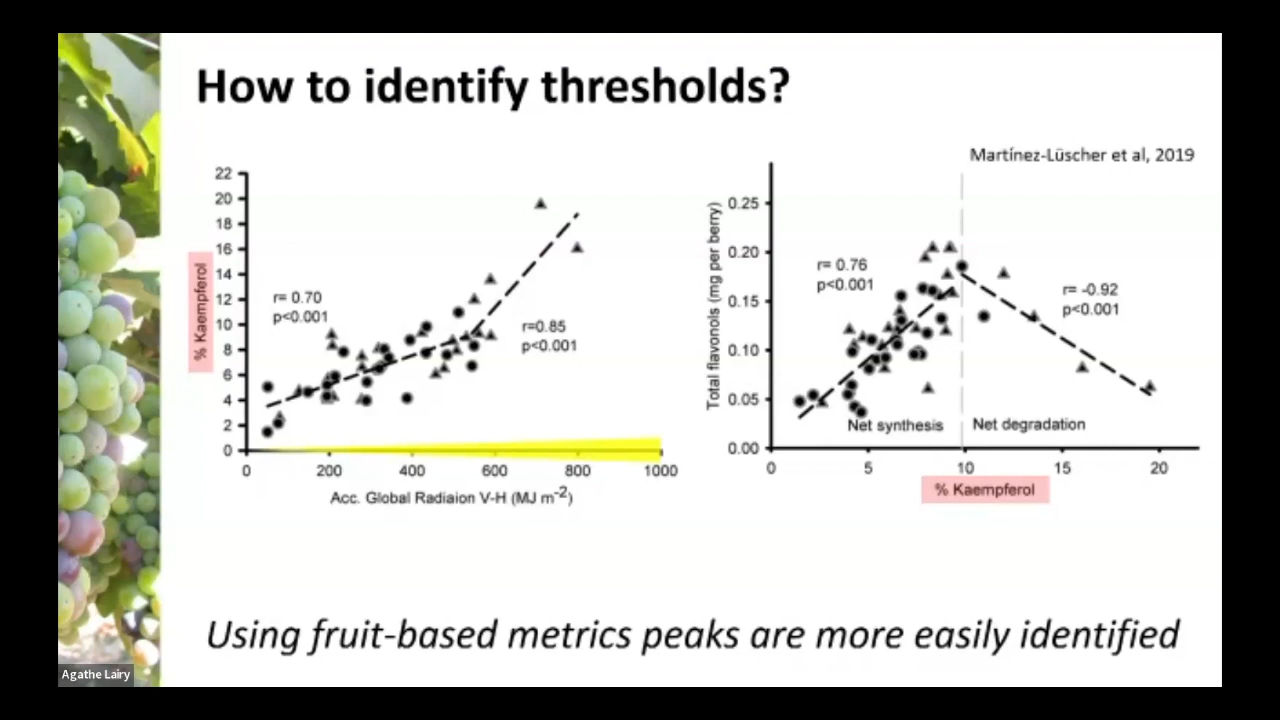 How to identify thresholds?
Martínez-Lüscher et al, 2019
22
20
18
16
14
12
10
8
6
4
2
0
% Kaempferol
r= 0.70
p<0.001
r=0.85
p<0.001
0 200 400 600 800 1000
Acc. Global Radiaion V-H (MJ m-2)
Total flavonols (mg per berry)
0.25
0.20
0.15
0.10
0.05
0.00
r= 0.76
p<0.001
r= -0.92
p<0.001
Net synthesis Net degradation
0 5 10 15 20
% Kaempferol
Using fruit-based metrics peaks are more easily identified
Agathe Lairy